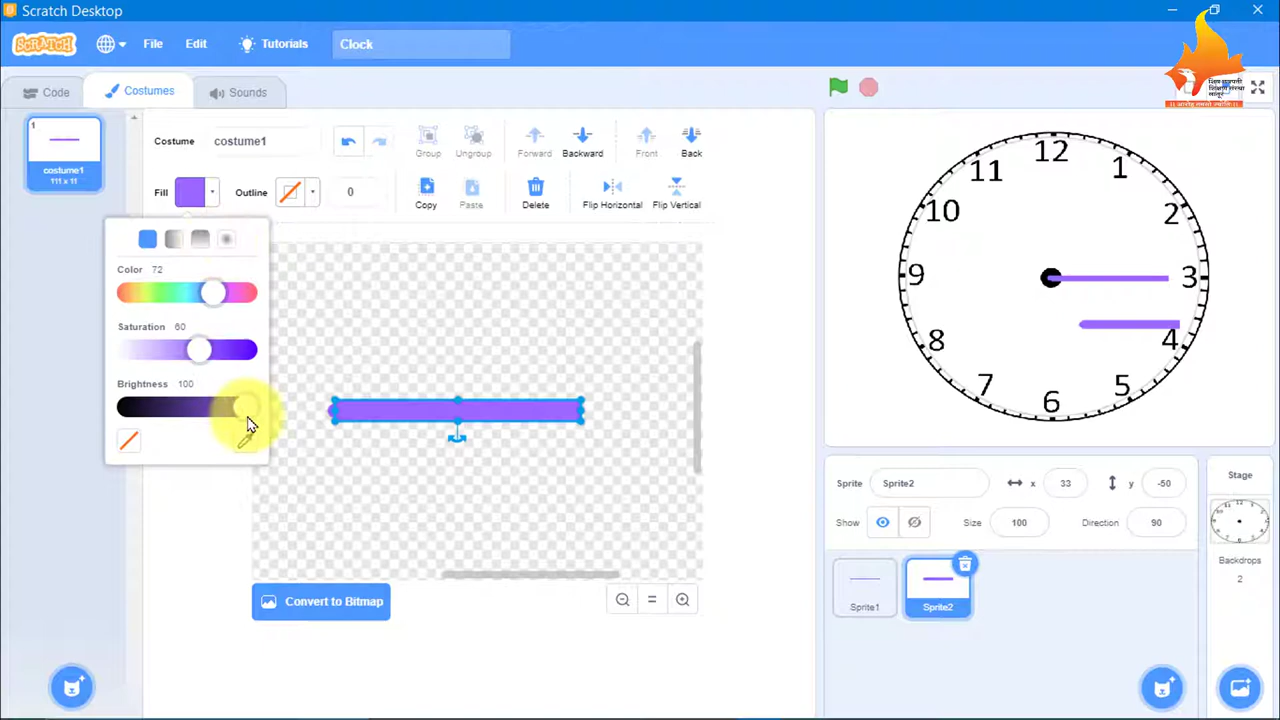 Scratch Desktop
SCRATCH File Edit Tutorials Clock
Code Costumes Sounds
1
costume1
111 x 11
Costume costume1 Group Ungroup Forward Backward Front Back
Fill Outline 0 Copy Paste Delete Flip Horizontal Flip Vertical
Color 72
Saturation 60
Brightness 100
Convert to Bitmap
12
1
2
3
4
5
6
7
8
9
10
11
Sprite Sprite2 x 33 y -50
Show Size 100 Direction 90
Sprite1 Sprite2
Stage
Backdrops
2